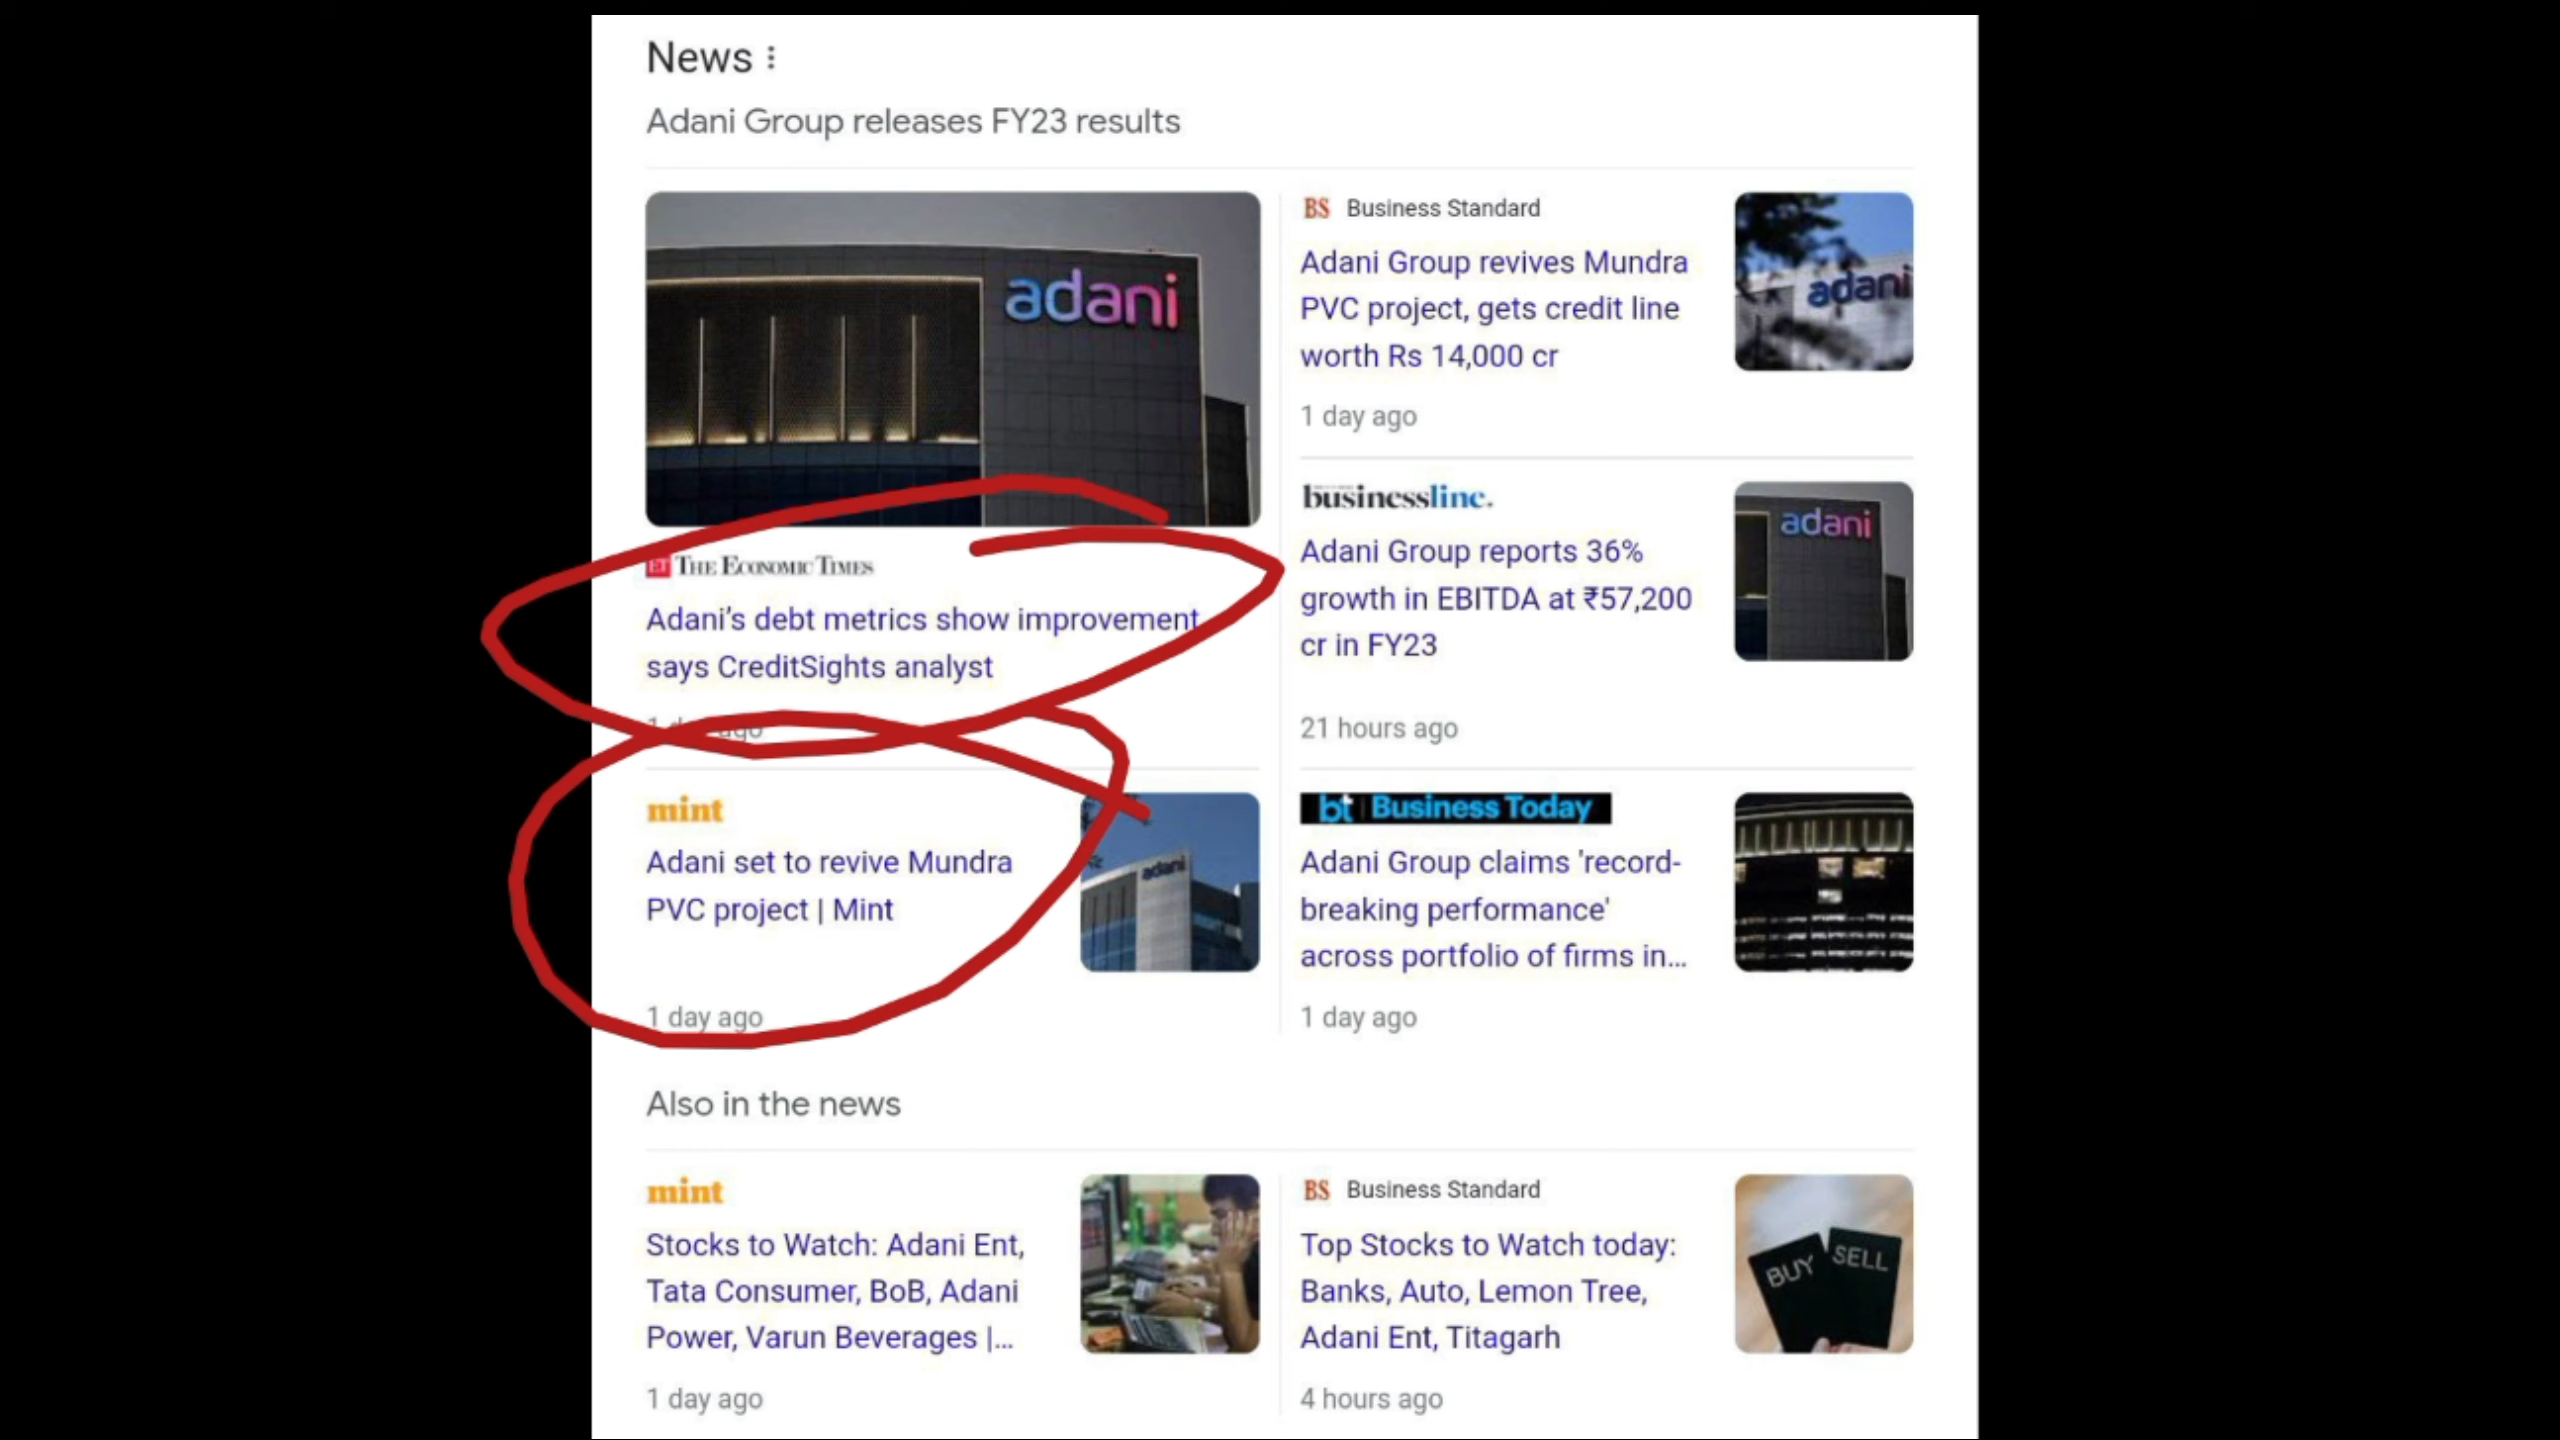 News
Adani Group releases FY23 results
adani
THE ECONOMIC TIMES
ET
Adani's debt metrics show improvement
says CreditSights analyst
1 day ago
mint
Adani set to revive Mundra
PVC project | Mint
adani
1 day ago
BS Business Standard
Adani Group revives Mundra
PVC project, gets credit line
worth Rs 14,000 cr
adani
1 day ago
businessline.
Adani Group reports 36%
growth in EBITDA at ₹57,200
cr in FY23
adani
21 hours ago
bt Business Today
Adani Group claims 'record-
breaking performance'
across portfolio of firms in...
1 day ago
Also in the news
mint
Stocks to Watch: Adani Ent,
Tata Consumer, BoB, Adani
Power, Varun Beverages |...
1 day ago
BS Business Standard
Top Stocks to Watch today:
Banks, Auto, Lemon Tree,
Adani Ent, Titagarh
BUY SELL
4 hours ago